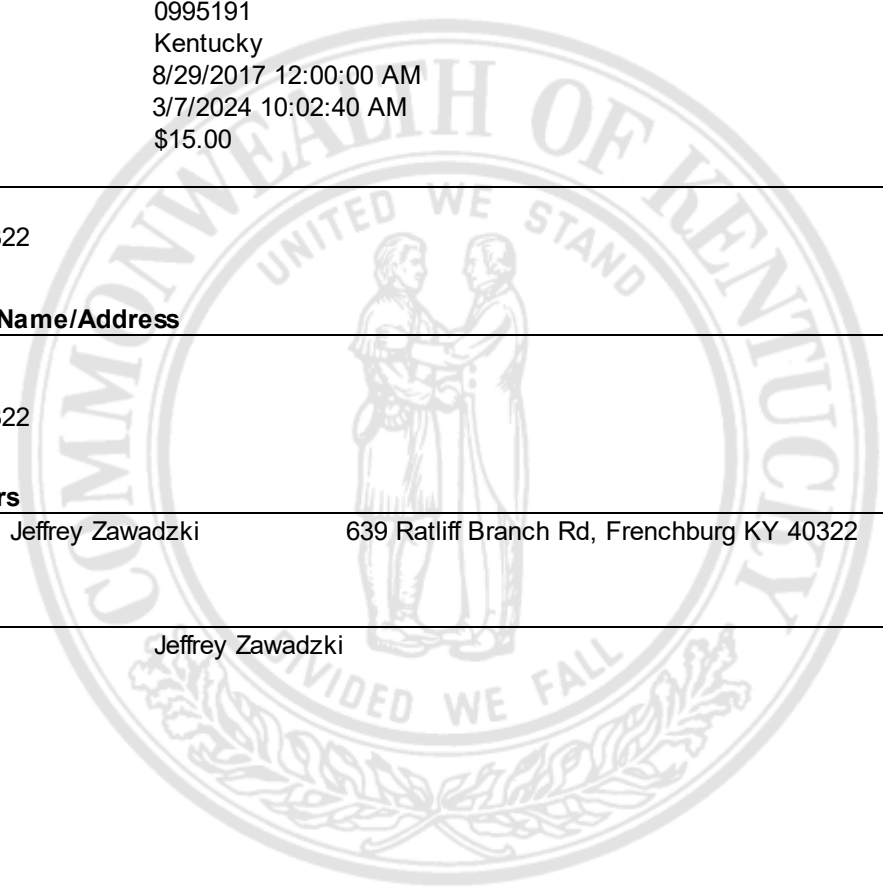 0995191
Kentucky
8/29/2017 12:00:00 AM
3/7/2024 10:02:40 AM
$15.00
COMMONWEALTH OF KENTUCKY
UNITED WE STAND
22
Name/Address
22
rs
Jeffrey Zawadzki 639 Ratliff Branch Rd, Frenchburg KY 40322
Jeffrey Zawadzki
DIVIDED WE FALL